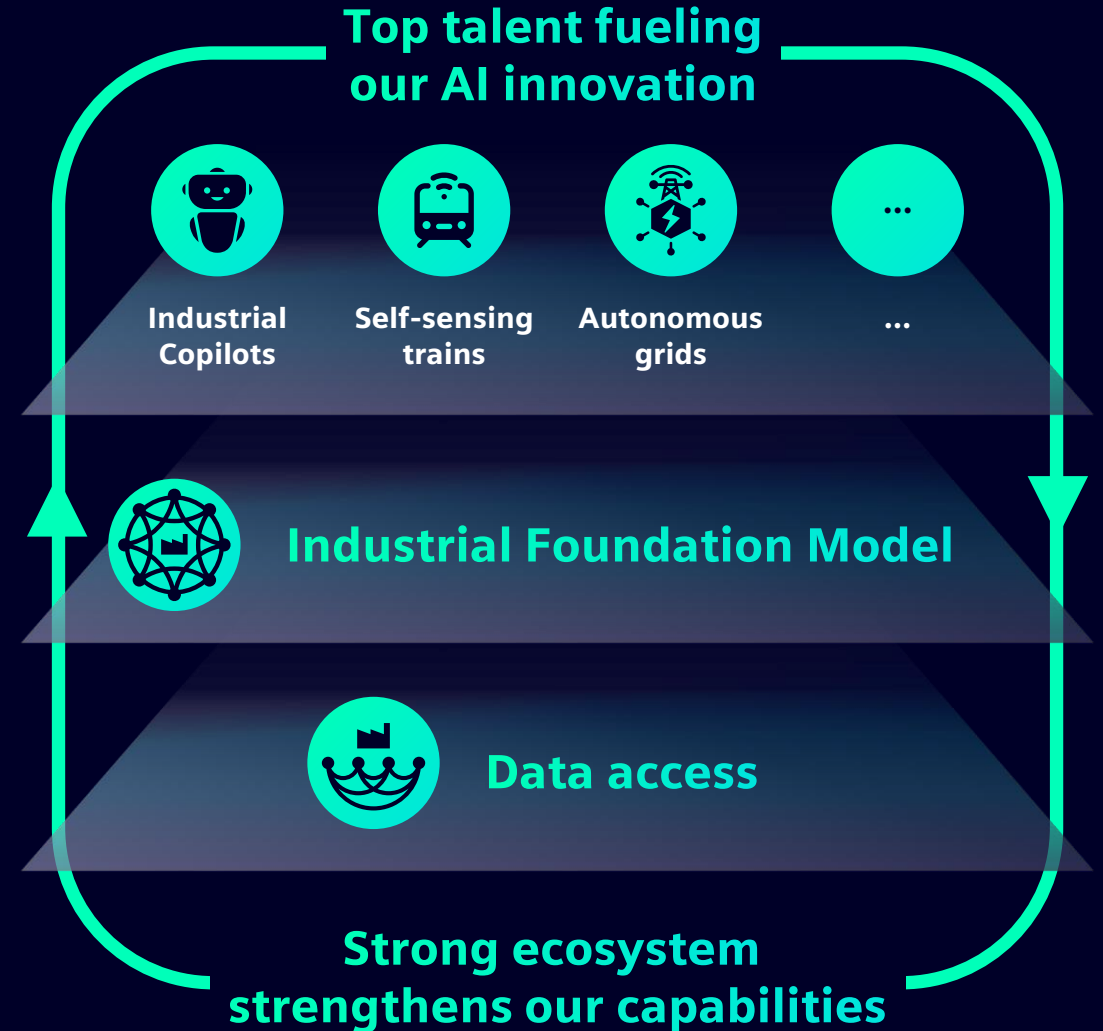 Top talent fueling
our AI innovation
...
Industrial
Copilots
Self-sensing
trains
Autonomous
grids
...
Industrial Foundation Model
Data access
Strong ecosystem
strengthens our capabilities